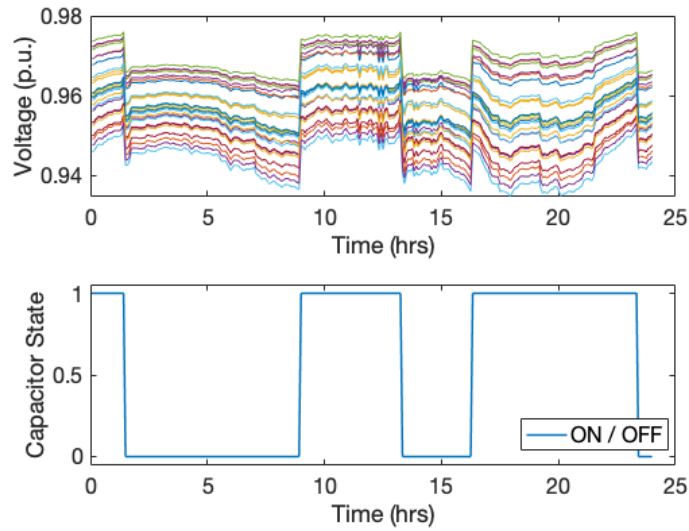 0.98
0.96
0.94
Voltage (p.u.)
0 5 10 15 20 25
Time (hrs)
1
0.5
0
Capacitor State
ON / OFF
0 5 10 15 20 25
Time (hrs)